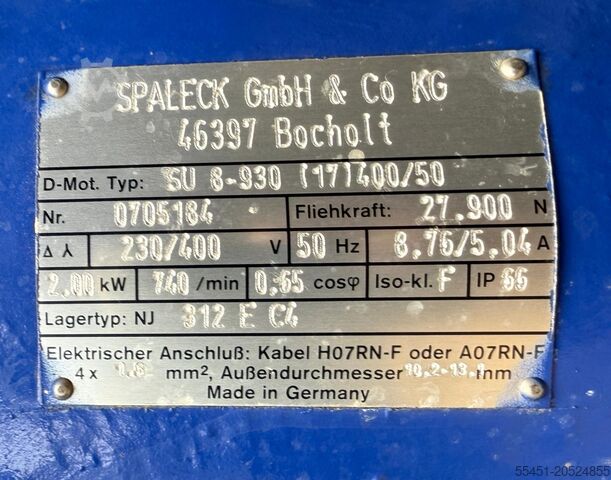 SPALECK GmbH & Co KG
46397 Bocholt
D-Mot. Typ: SU 8-930 (17)400/50
Nr. 0705184 Fliehkraft: 27.900 N
Δ Y 230/400 V 50 Hz 8.76/5.04 A
2.00 kW 740 /min 0.65 cosφ Iso-kl. F IP 66
Lagertyp: NJ 312 E C4
Elektrischer Anschluß: Kabel H07RN-F oder A07RN-F
4 x mm², Außendurchmesser mm
Made in Germany
55451-20524855